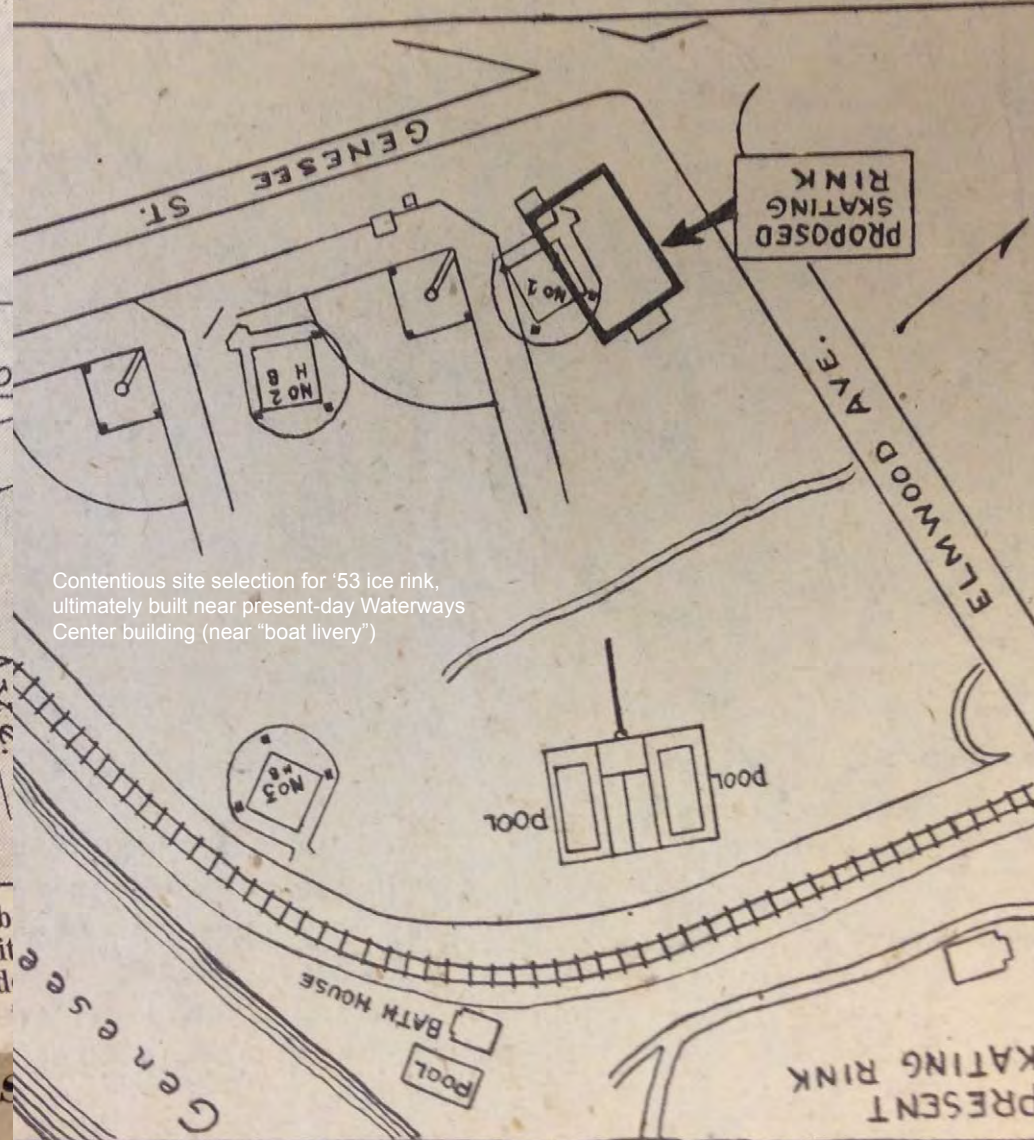 GENESEE ST.
PROPOSED
SKATING
RINK
NO 1
NO 2
H B
ELMWOOD AVE.
Contentious site selection for ‘53 ice rink,
ultimately built near present-day Waterways
Center building (near “boat livery”)
NO3
H B
POOL
POOL
BATH HOUSE
POOL
Genesee
PRESENT
KATING RINK